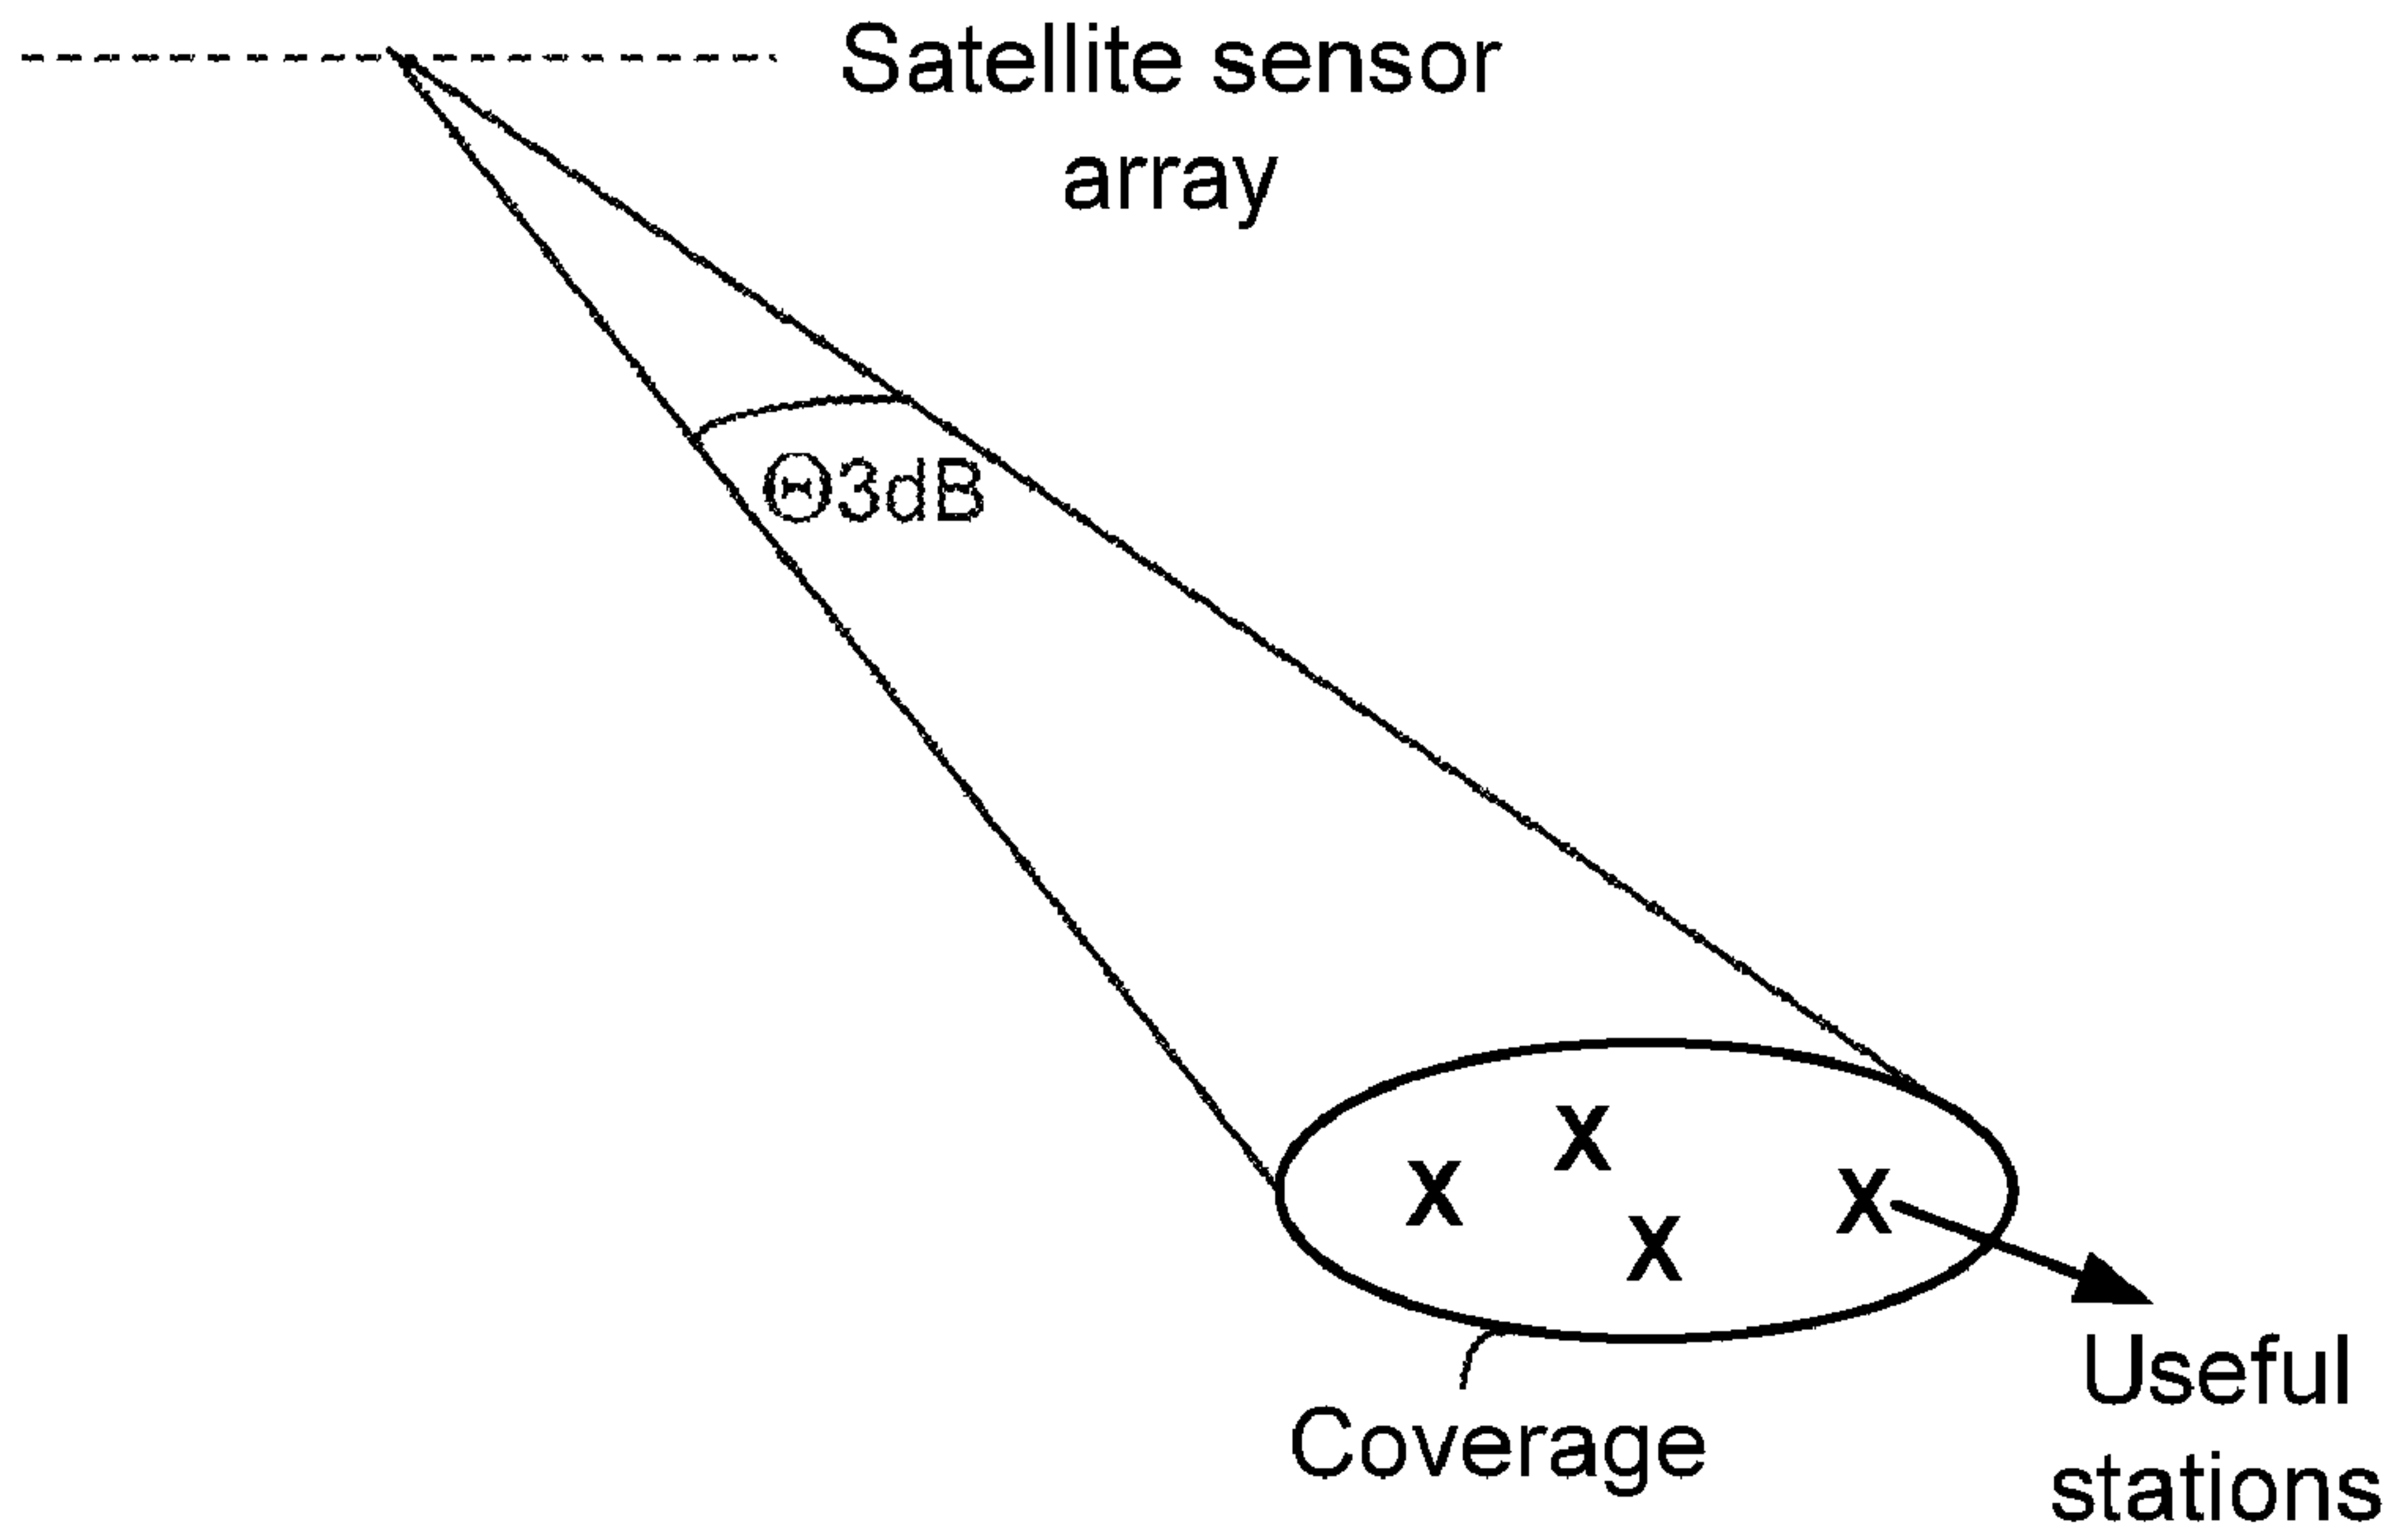 Satellite sensor
array
Θ3dB
X
X
X
X
Useful
stations
Coverage